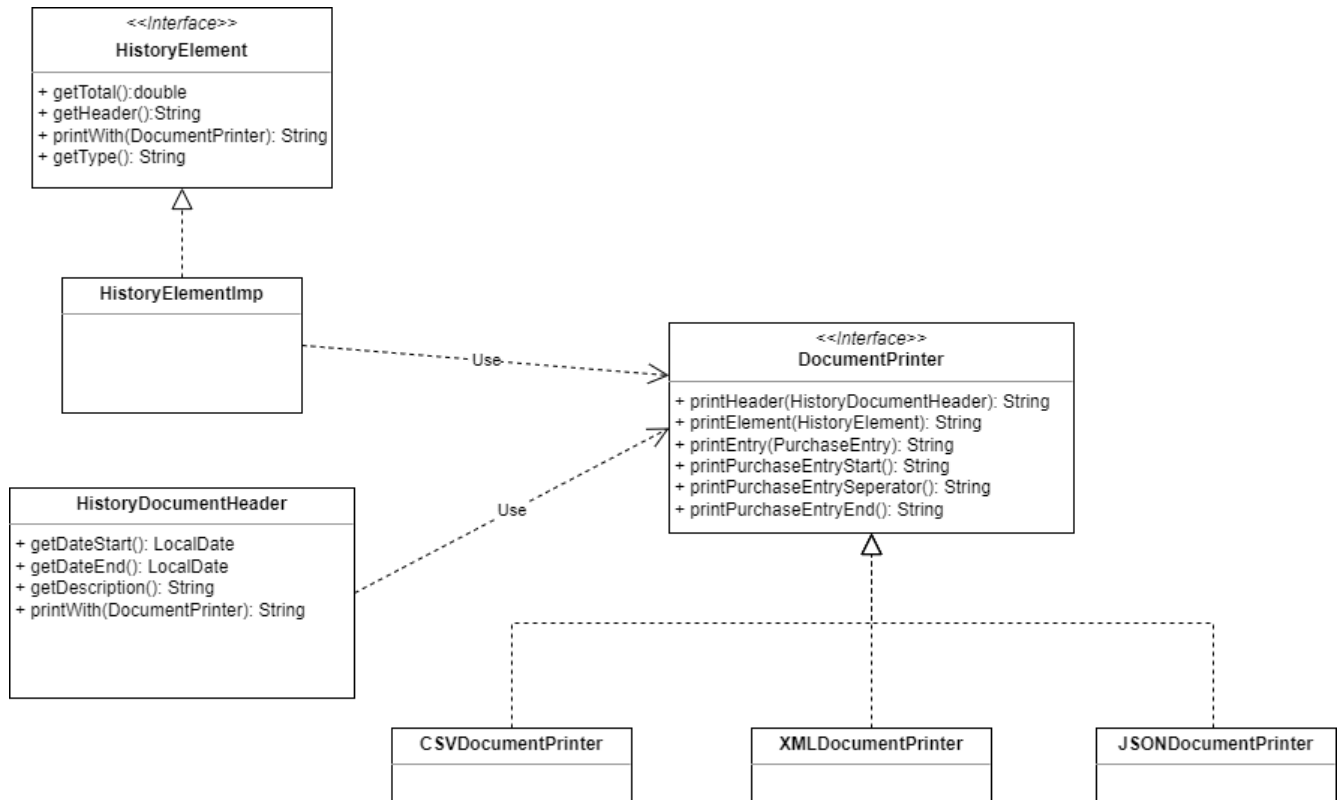 <<Interface>>
HistoryElement
+ getTotal():double
+ getHeader():String
+ printWith(DocumentPrinter): String
+ getType(): String
HistoryElementImp
<<Interface>>
DocumentPrinter
+ printHeader(HistoryDocumentHeader): String
+ printElement(HistoryElement): String
+ printEntry(PurchaseEntry): String
+ printPurchaseEntryStart(): String
+ printPurchaseEntrySeperator(): String
+ printPurchaseEntryEnd(): String
Use
HistoryDocumentHeader
+ getDateStart(): LocalDate
+ getDateEnd(): LocalDate
+ getDescription(): String
+ printWith(DocumentPrinter): String
Use
CSVDocumentPrinter
XMLDocumentPrinter
JSONDocumentPrinter